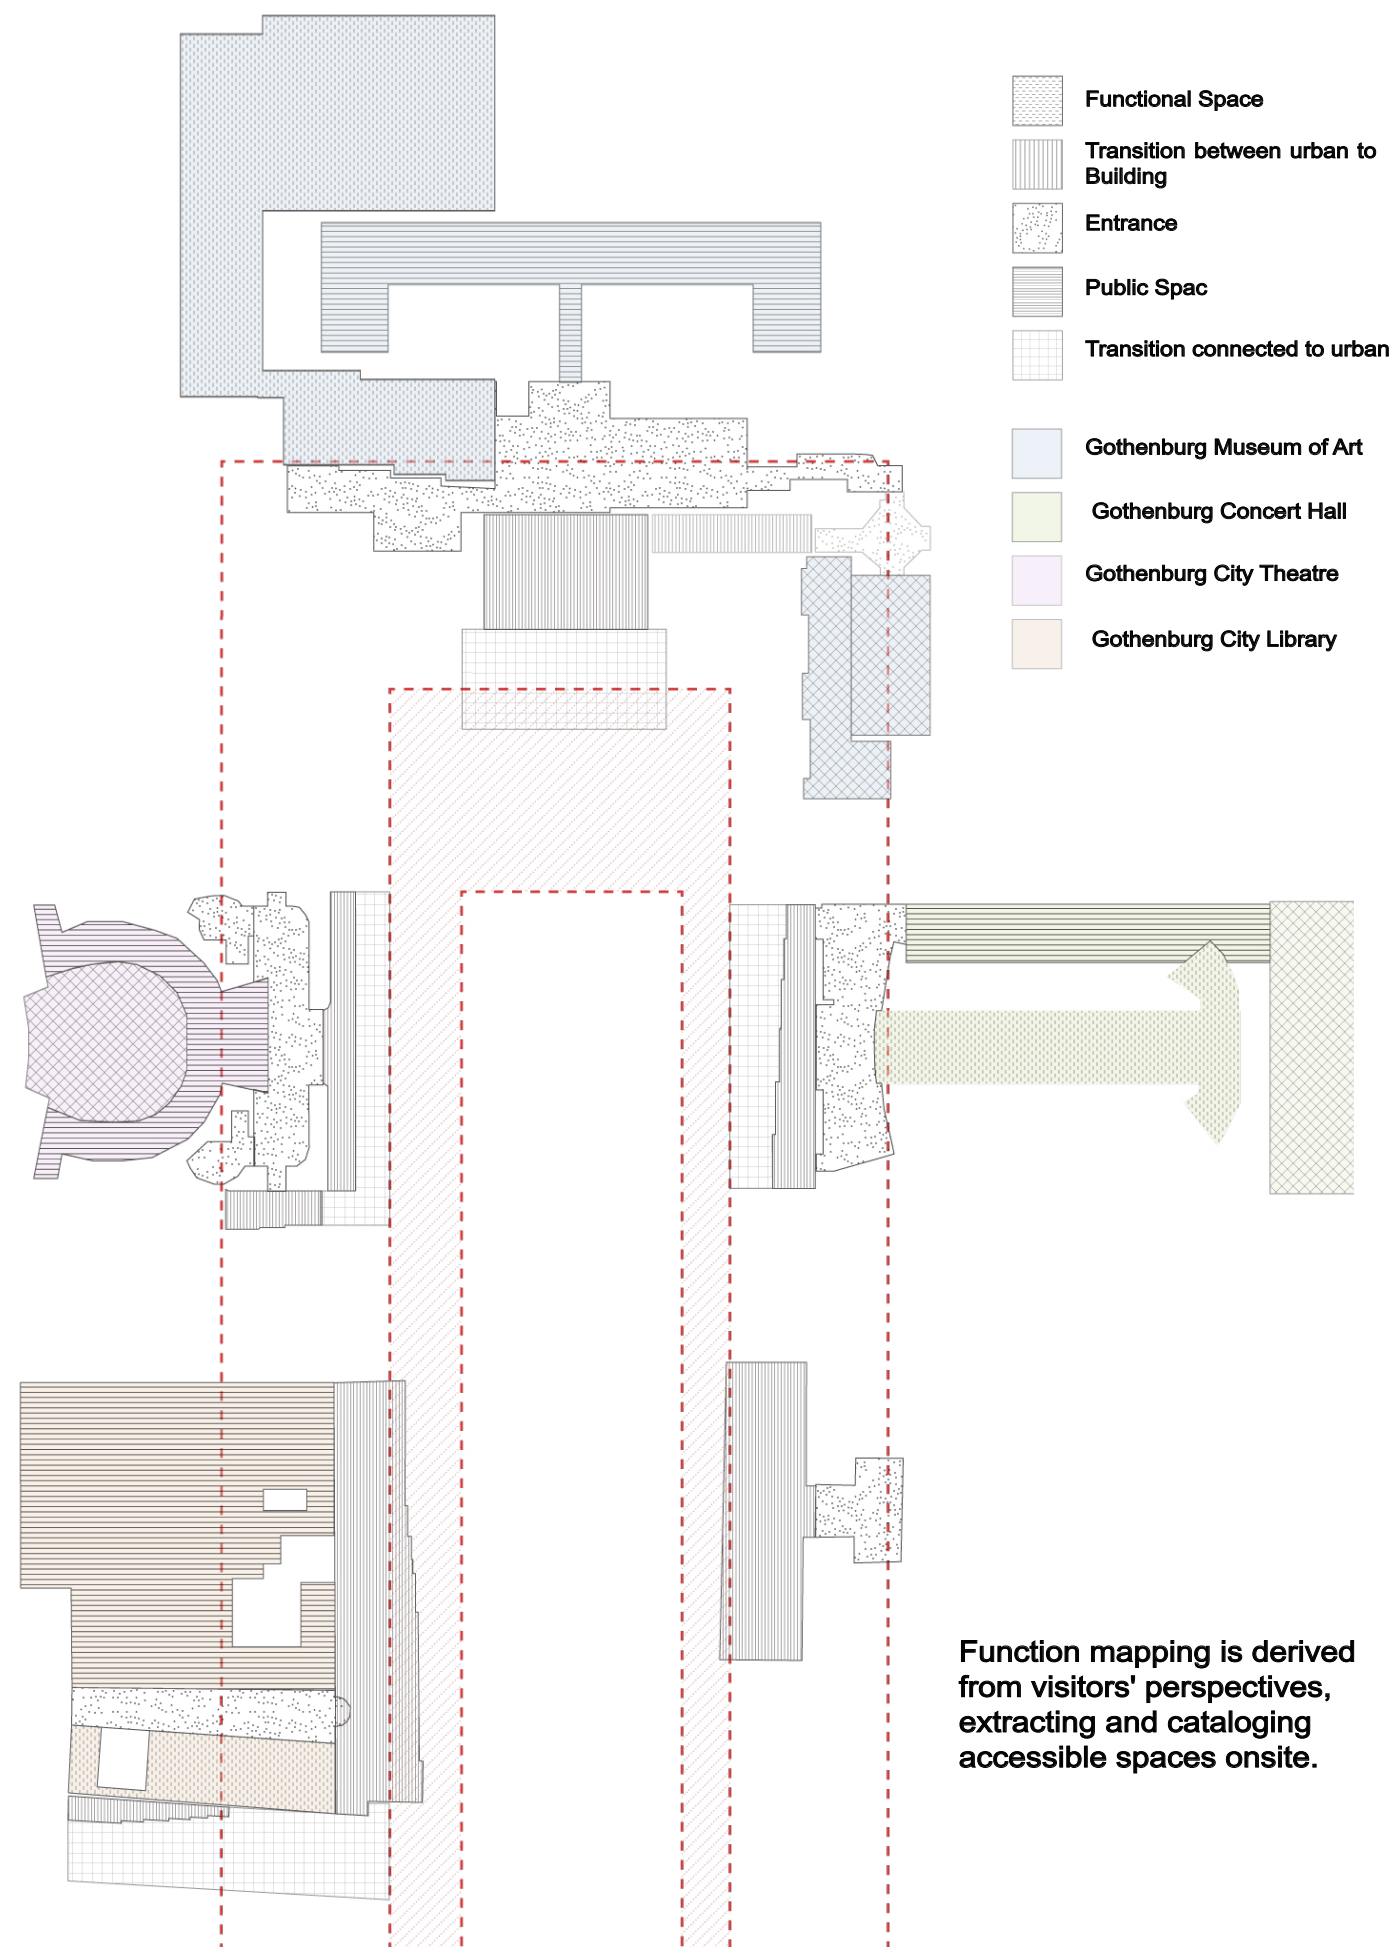 Functional Space
Transition between urban to
Building
Entrance
Public Spac
Transition connected to urban
Gothenburg Museum of Art
Gothenburg Concert Hall
Gothenburg City Theatre
Gothenburg City Library
Function mapping is derived
from visitors' perspectives,
extracting and cataloging
accessible spaces onsite.